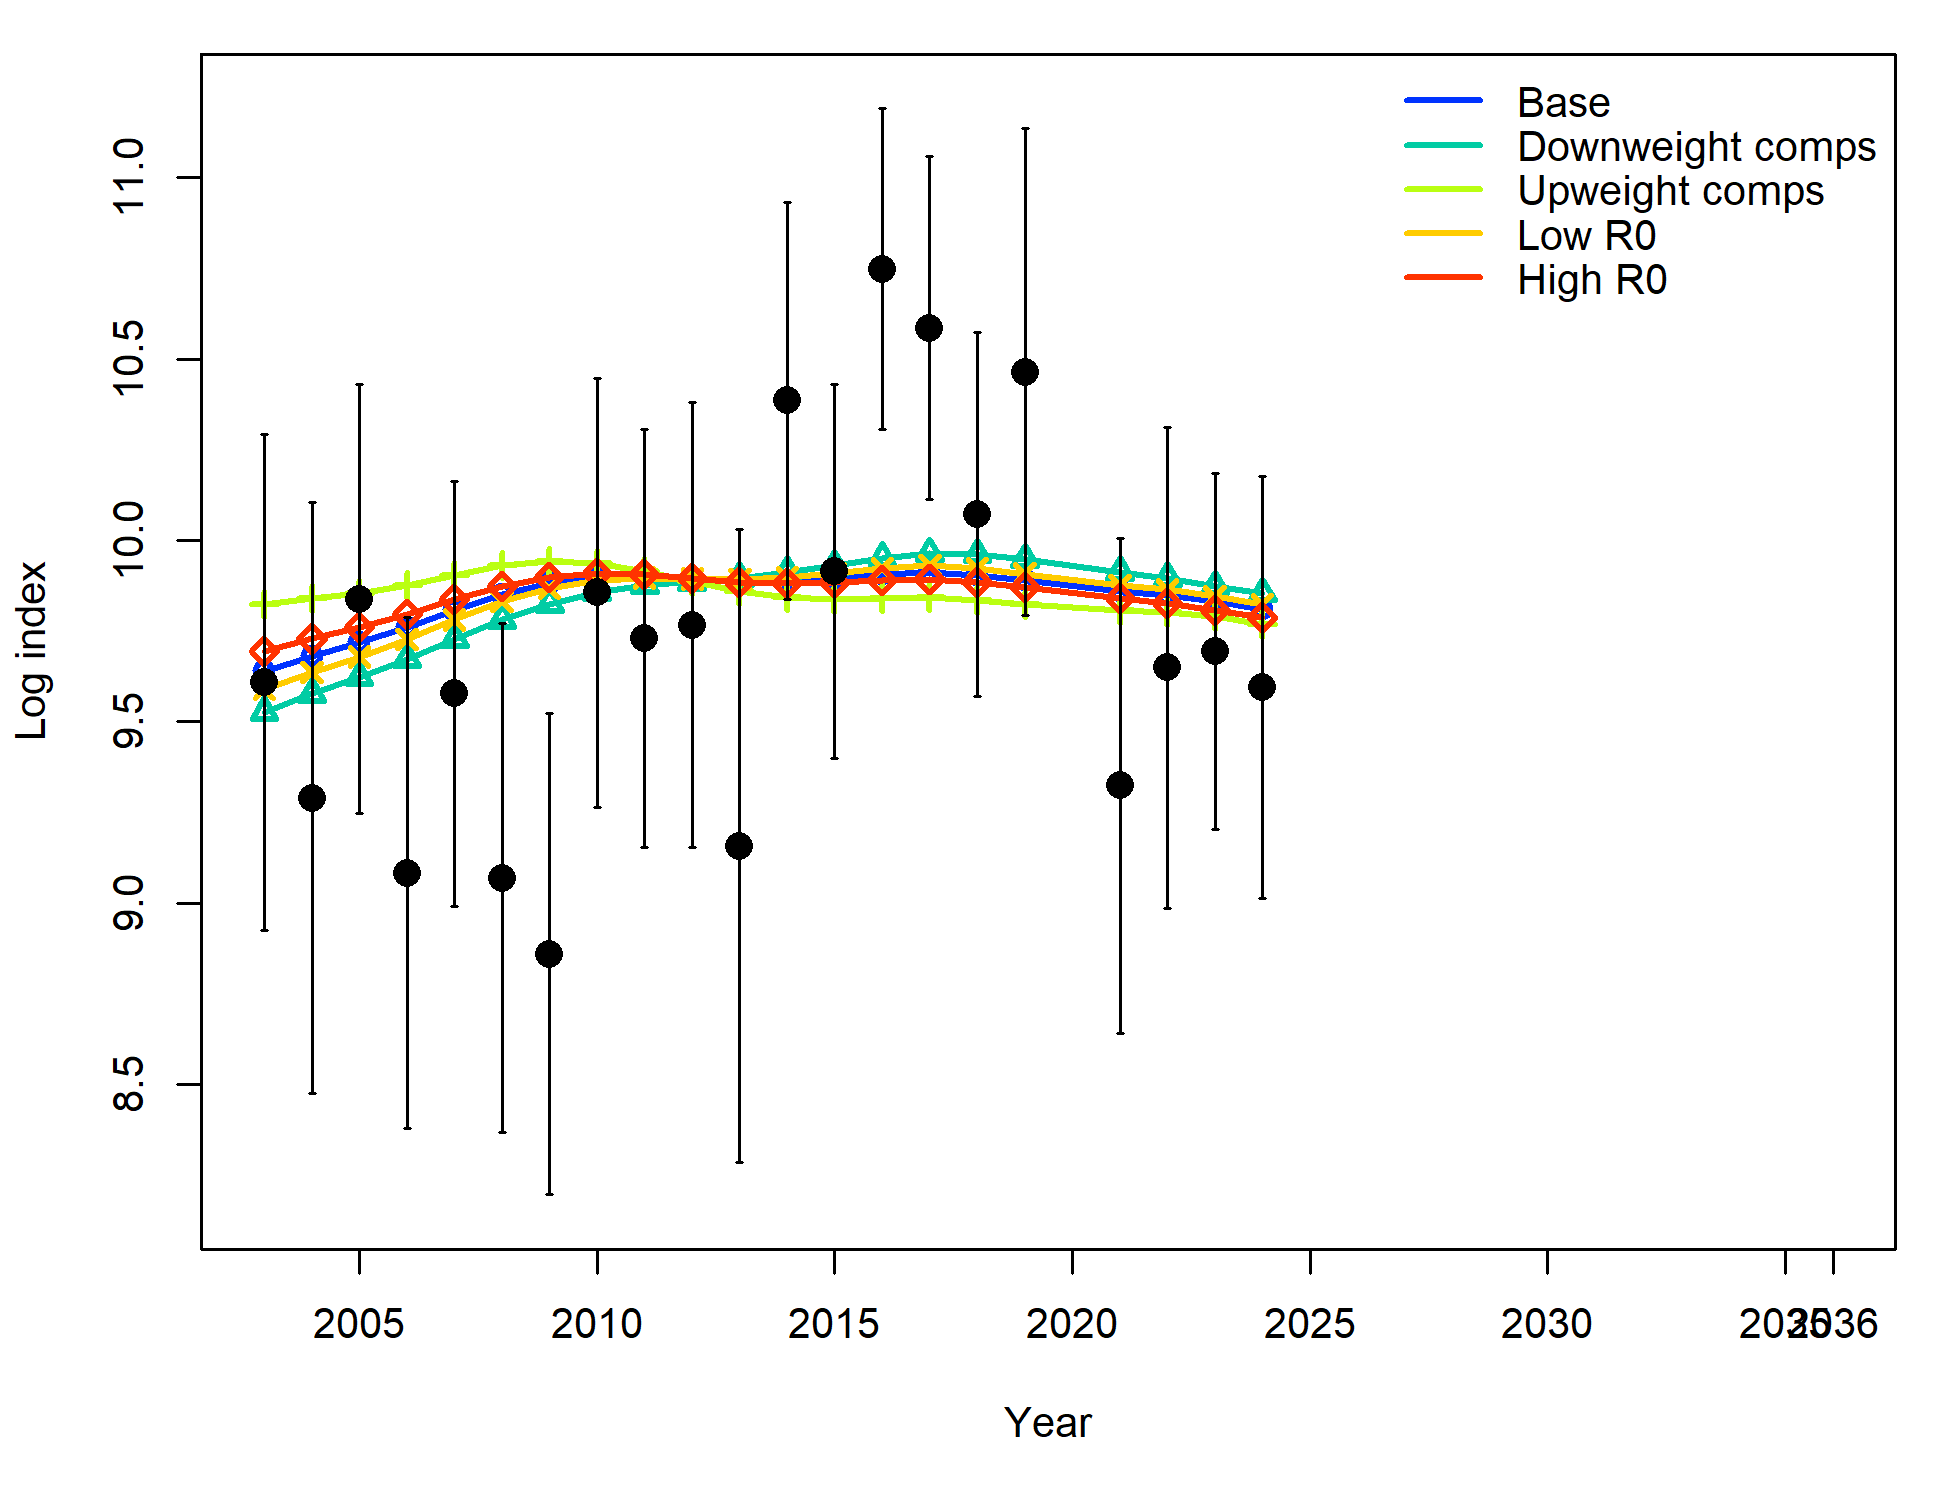 Base
Downweight comps
Upweight comps
Low R0
High R0
11.0
10.5
10.0
9.5
9.0
8.5
Log index
2005 2010 2015 2020 2025 2030 2035 2036
Year